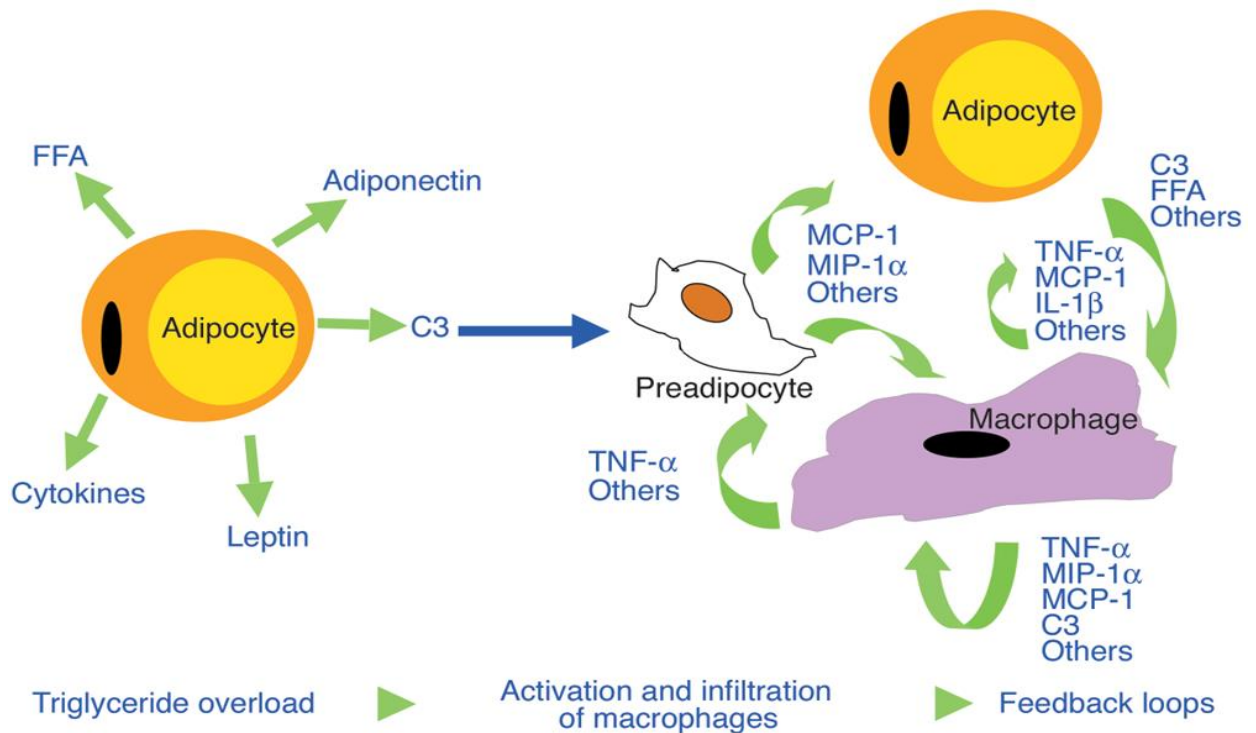 FFA
Adiponectin
Adipocyte
C3
Cytokines
Leptin
Preadipocyte
MCP-1
MIP-1α
Others
Adipocyte
C3
FFA
Others
TNF-α
MCP-1
IL-1β
Others
Macrophage
TNF-α
Others
TNF-α
MIP-1α
MCP-1
C3
Others
Triglyceride overload
Activation and infiltration
of macrophages
Feedback loops